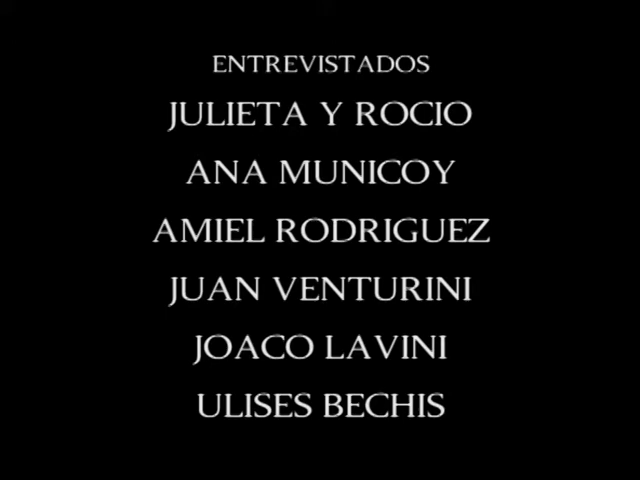 ENTREVISTADOS
JULIETA Y ROCIO
ANA MUNICOY
AMIEL RODRIGUEZ
JUAN VENTURINI
JOACO LAVINI
ULISES BECHIS